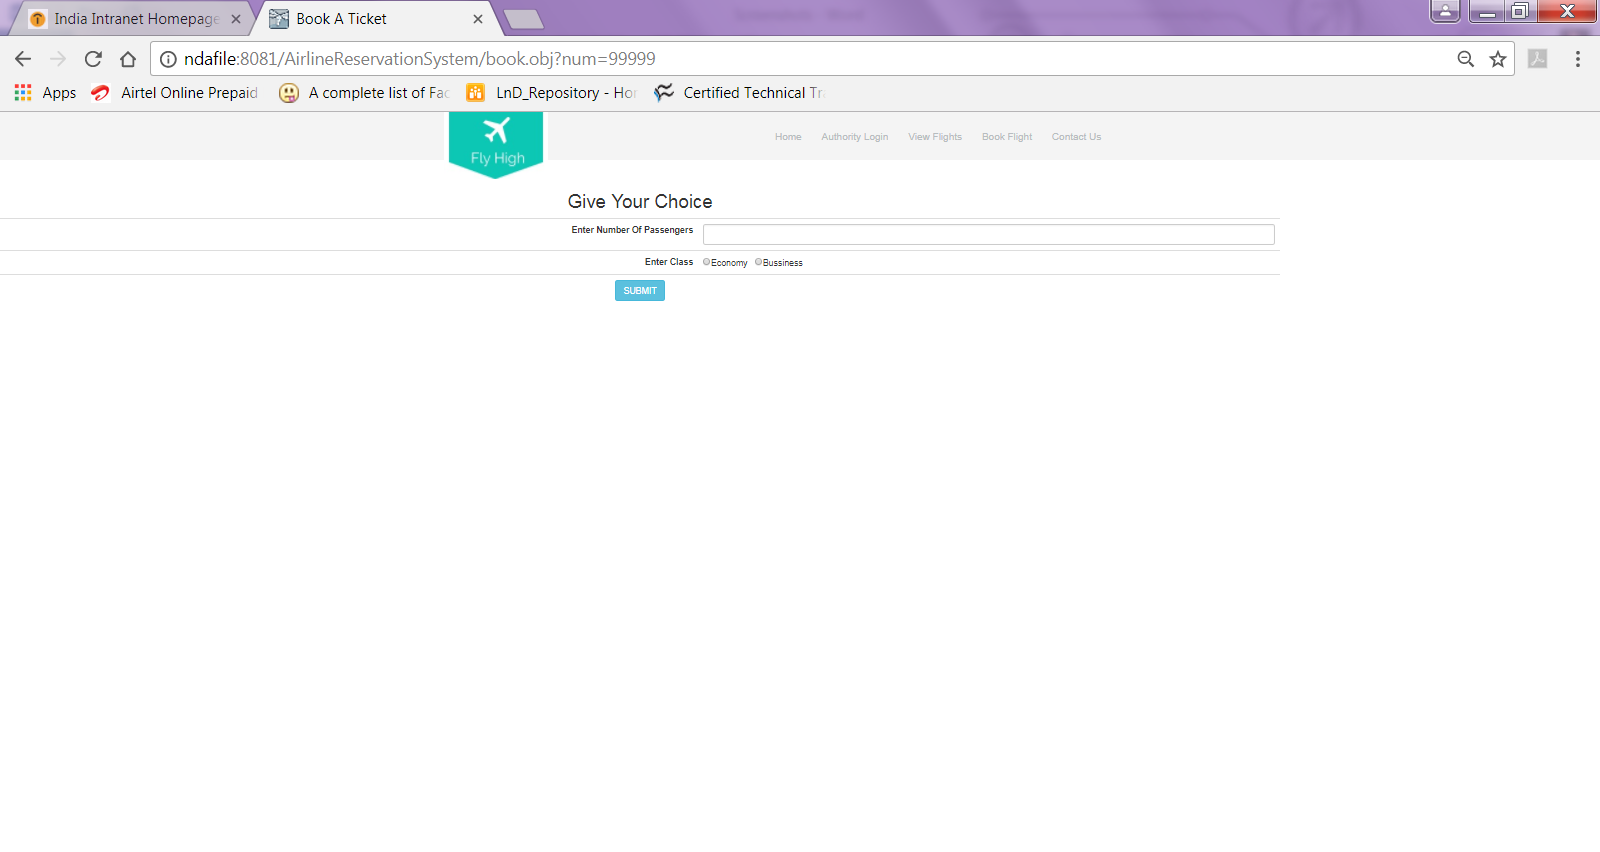 India Intranet Homepage
Book A Ticket
ndafile:8081/AirlineReservationSystem/book.obj?num=99999
Apps Airtel Online Prepaid A complete list of Fac LnD_Repository - Hor Certified Technical Tr
Fly High
Home Authority Login View Flights Book Flight Contact Us
Give Your Choice
Enter Number Of Passengers
Enter Class Economy Bussiness
SUBMIT